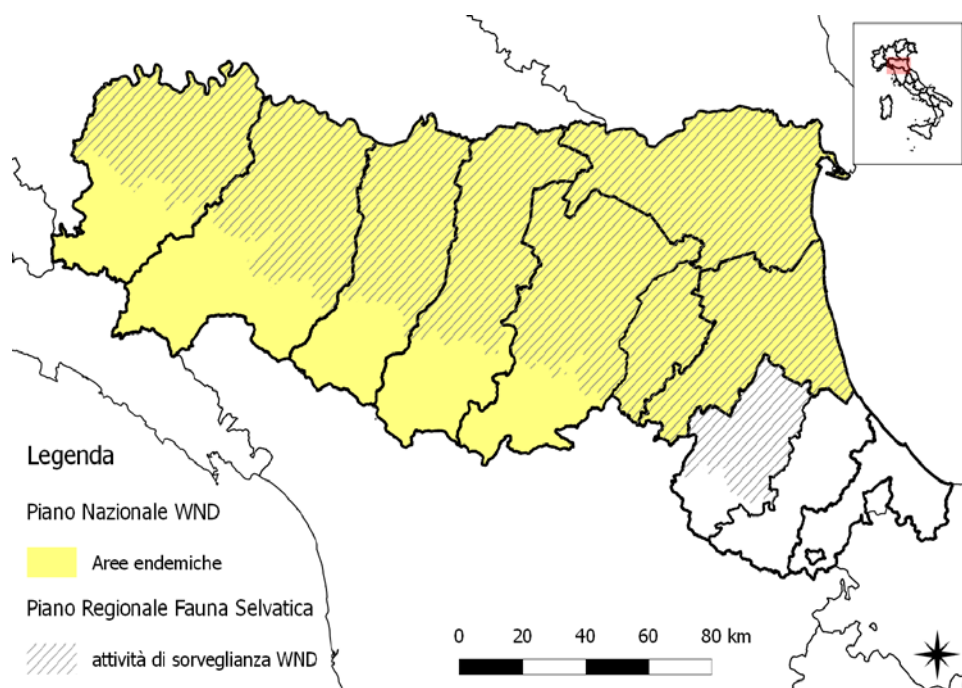 Legenda
Piano Nazionale WND
Aree endemiche
Piano Regionale Fauna Selvatica
attività di sorveglianza WND
0 20 40 60 80 km